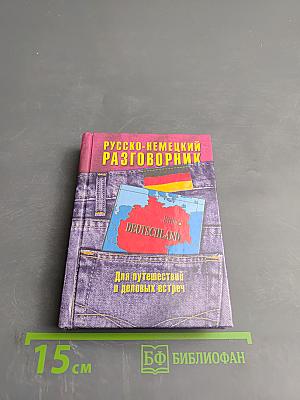 РУССКО-НЕМЕЦКИЙ
РАЗГОВОРНИК
DEUTSCHLAND
Для путешествий
и деловых встреч
15 см
БФ БИБЛИОФАН